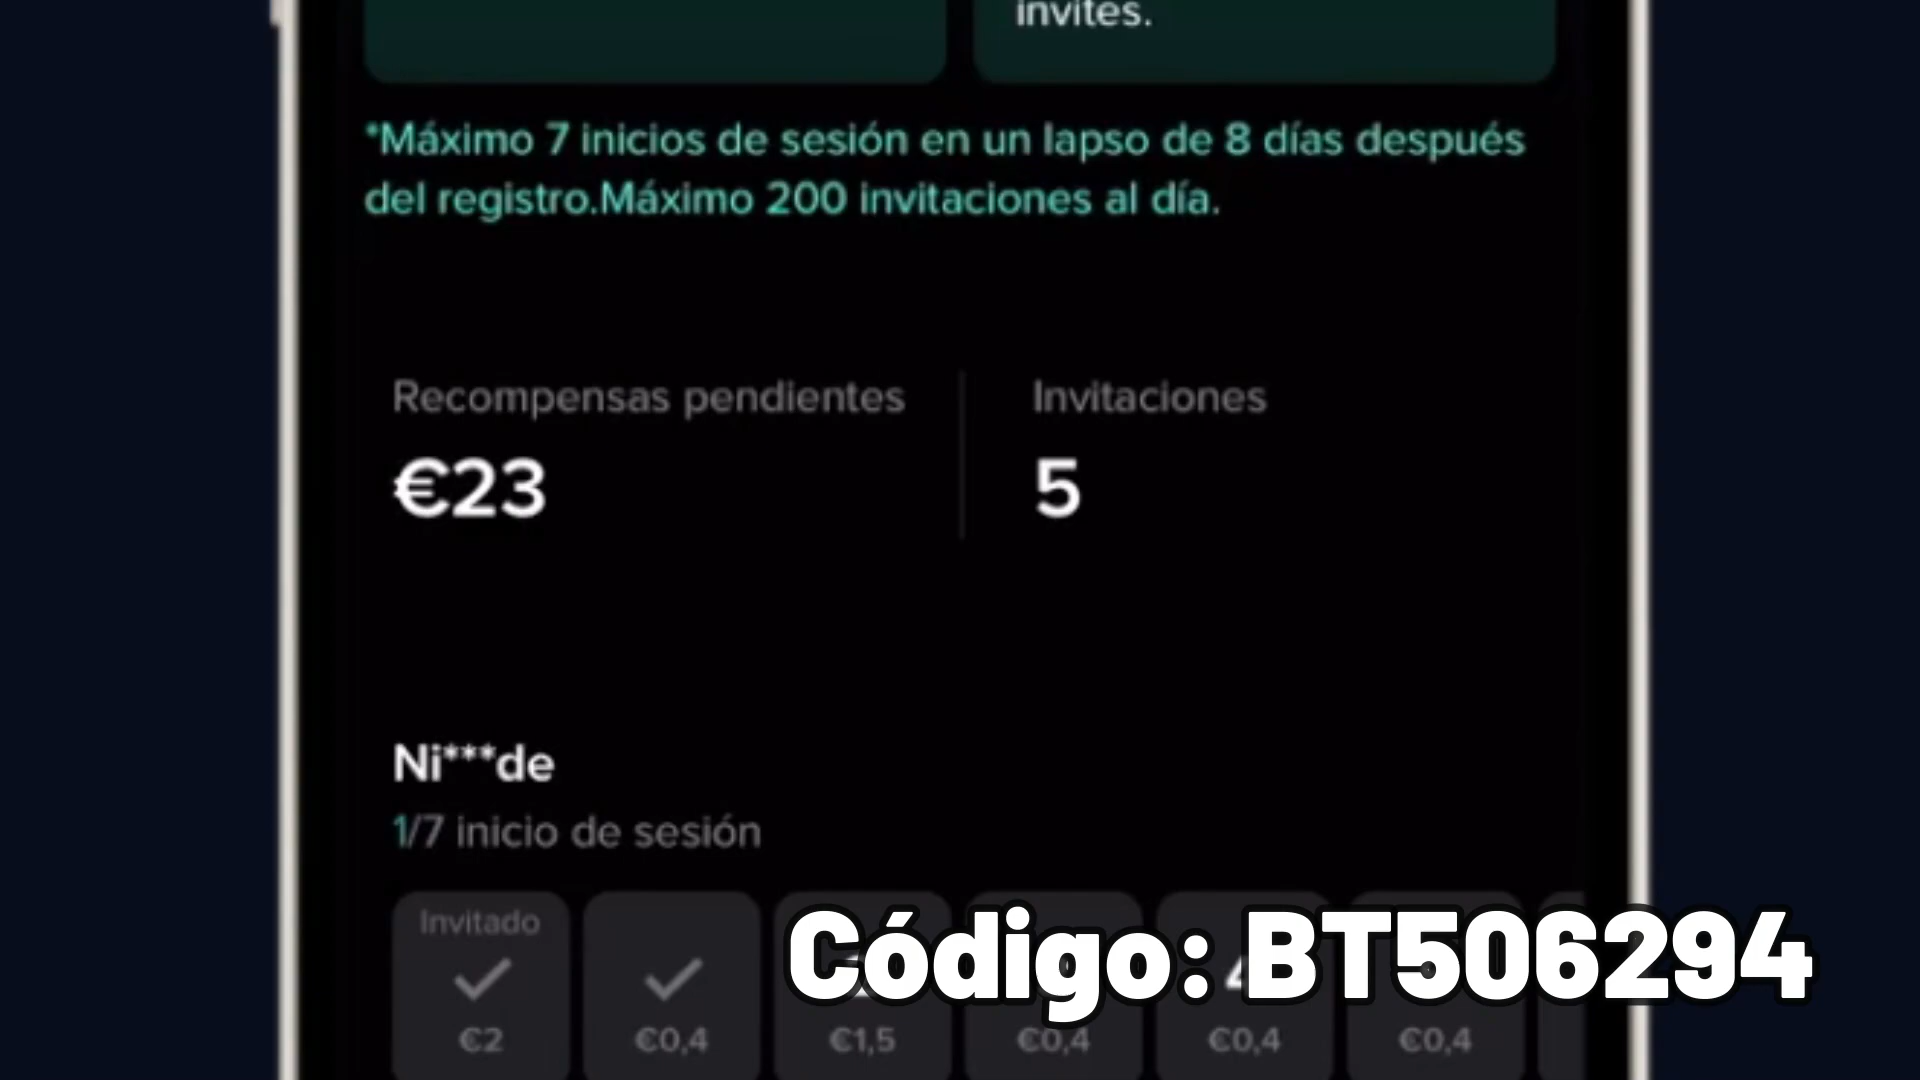 invites.
*Máximo 7 inicios de sesión en un lapso de 8 días después
del registro.Máximo 200 invitaciones al día.
Recompensas pendientes
Invitaciones
€23
5
Ni***de
1/7 inicio de sesión
Invitado
Código: BT506294
€2
€0,4
€1,5
€0,4
€0,4
€0,4